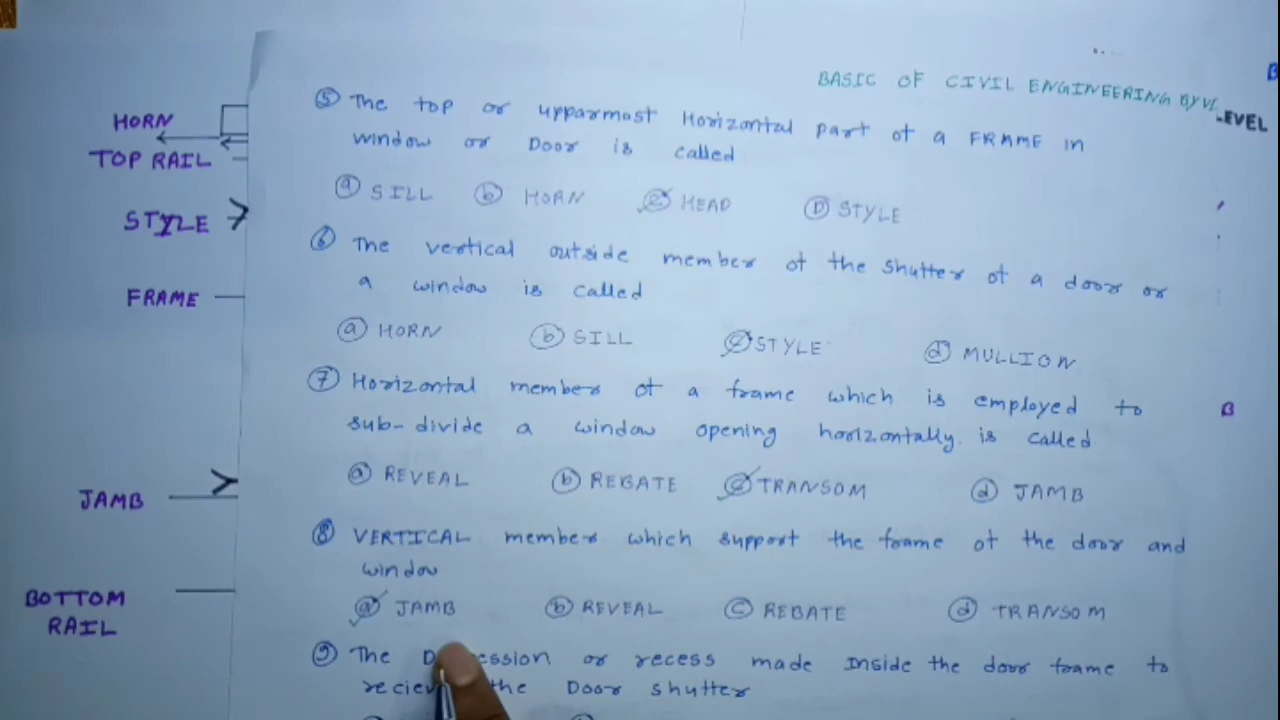 BASIC OF CIVIL ENGINEERING BY VL
LEVEL
HORN
TOP RAIL
STYLE
FRAME
JAMB
BOTTOM
RAIL
⑤ The top or upparmost Horizontal part of a FRAME in
window or Door is called
ⓐ SILL ⓑ HORN ⓒ HEAD Ⓓ STYLE
⑥ The vertical outside member of the shutter of a door or
a window is called
ⓐ HORN ⓑ SILL ⓒ STYLE ⓓ MULLION
⑦ Horizontal members of a frame which is employed to
sub-divide a window opening horizontally. is called
ⓐ REVEAL ⓑ REBATE ⓒ TRANSOM ⓓ JAMB
⑧ VERTICAL member which support the frame of the door and
window
ⓐ JAMB ⓑ REVEAL ⓒ REBATE ⓓ TRANSOM
⑨ The or recess made Inside the door frame to
the Door shutter
B
B